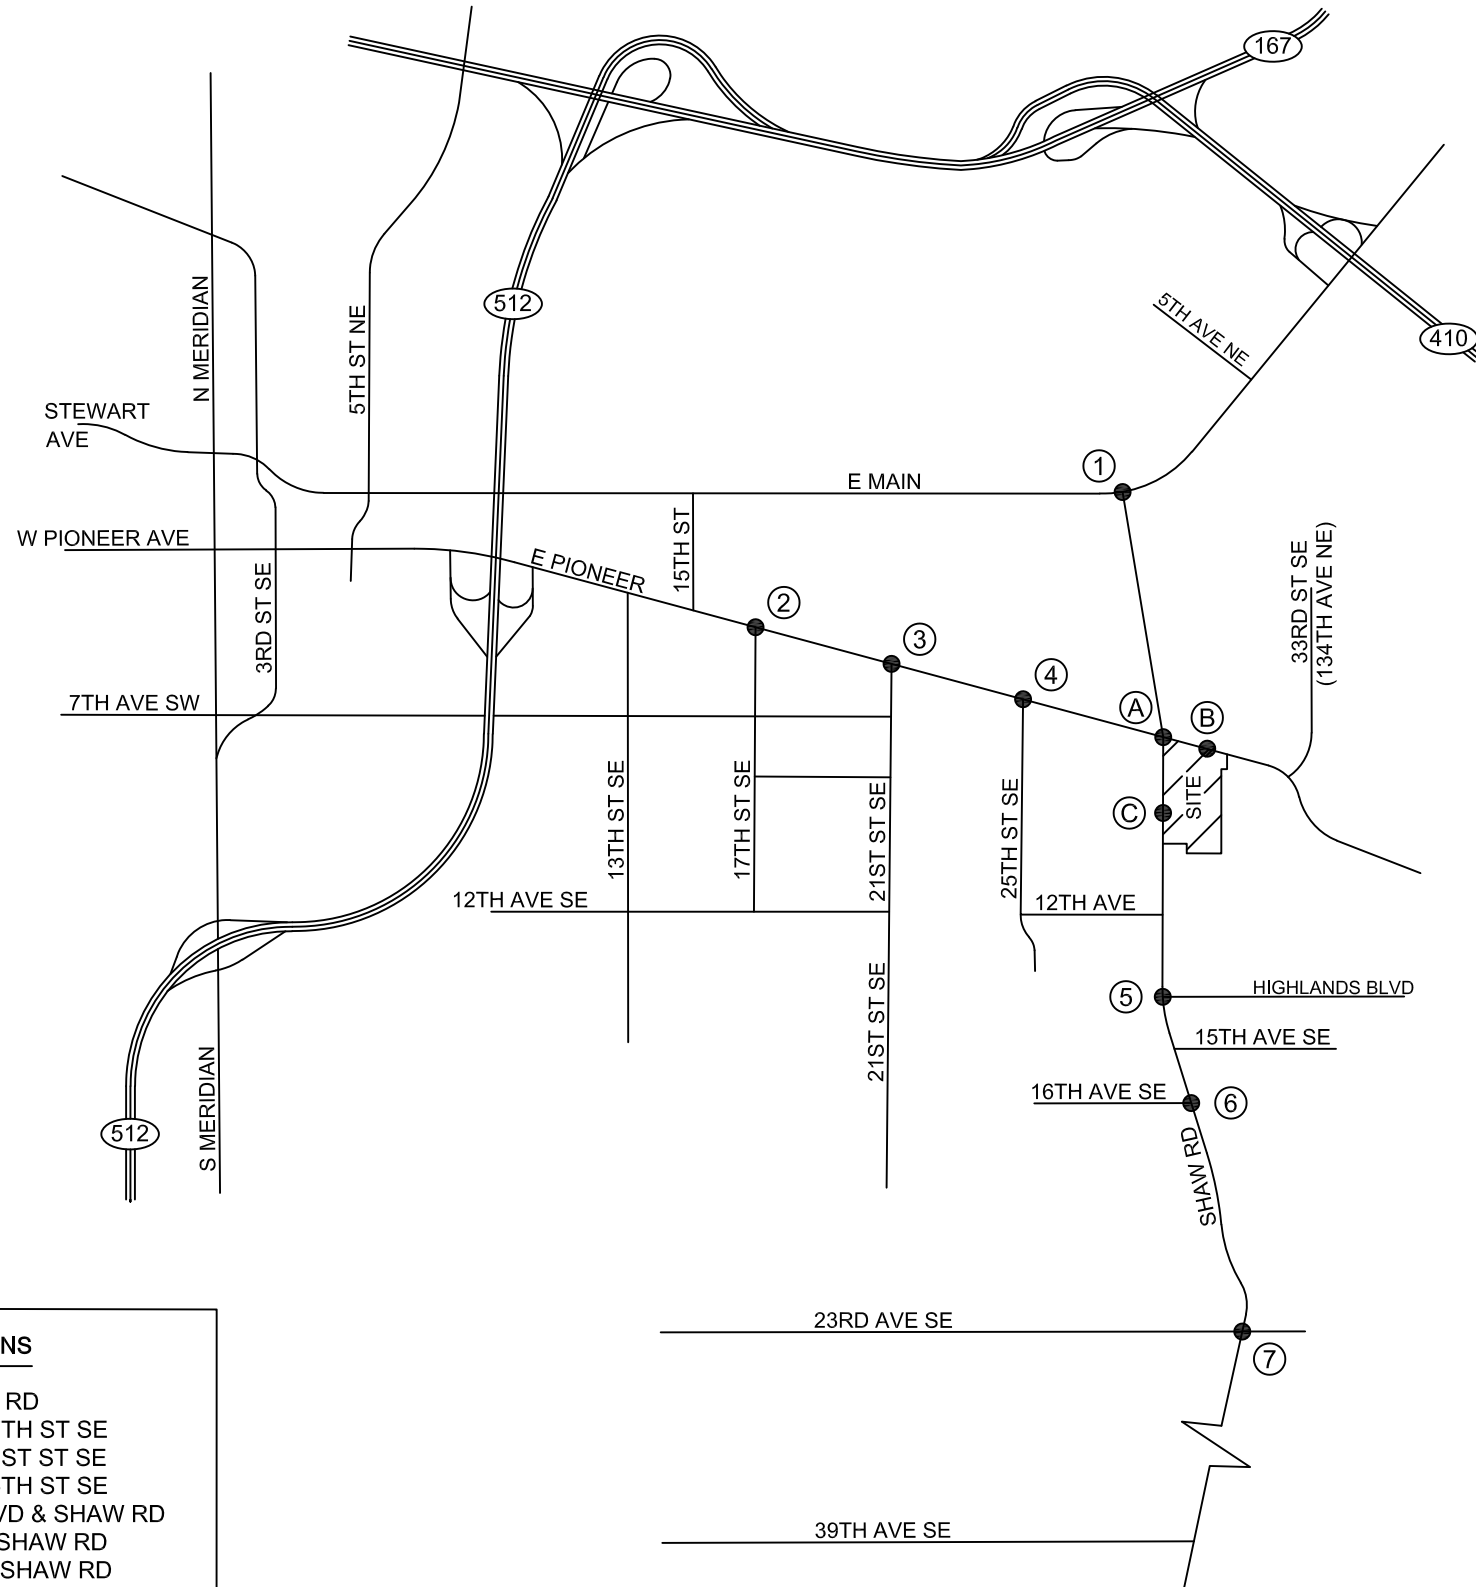 167
512
410
N MERIDIAN
5TH ST NE
5TH AVE NE
STEWART
AVE
1
E MAIN
W PIONEER AVE
E PIONEER
15TH ST
3RD ST SE
2
3
4
33RD ST SE
(134TH AVE NE)
7TH AVE SW
A
B
C
SITE
13TH ST SE
17TH ST SE
21ST ST SE
25TH ST SE
12TH AVE SE
12TH AVE
21ST ST SE
5
HIGHLANDS BLVD
15TH AVE SE
16TH AVE SE
6
S MERIDIAN
512
SHAW RD
23RD AVE SE
7
39TH AVE SE
NS
RD
TH ST SE
ST ST SE
TH ST SE
VD & SHAW RD
SHAW RD
SHAW RD